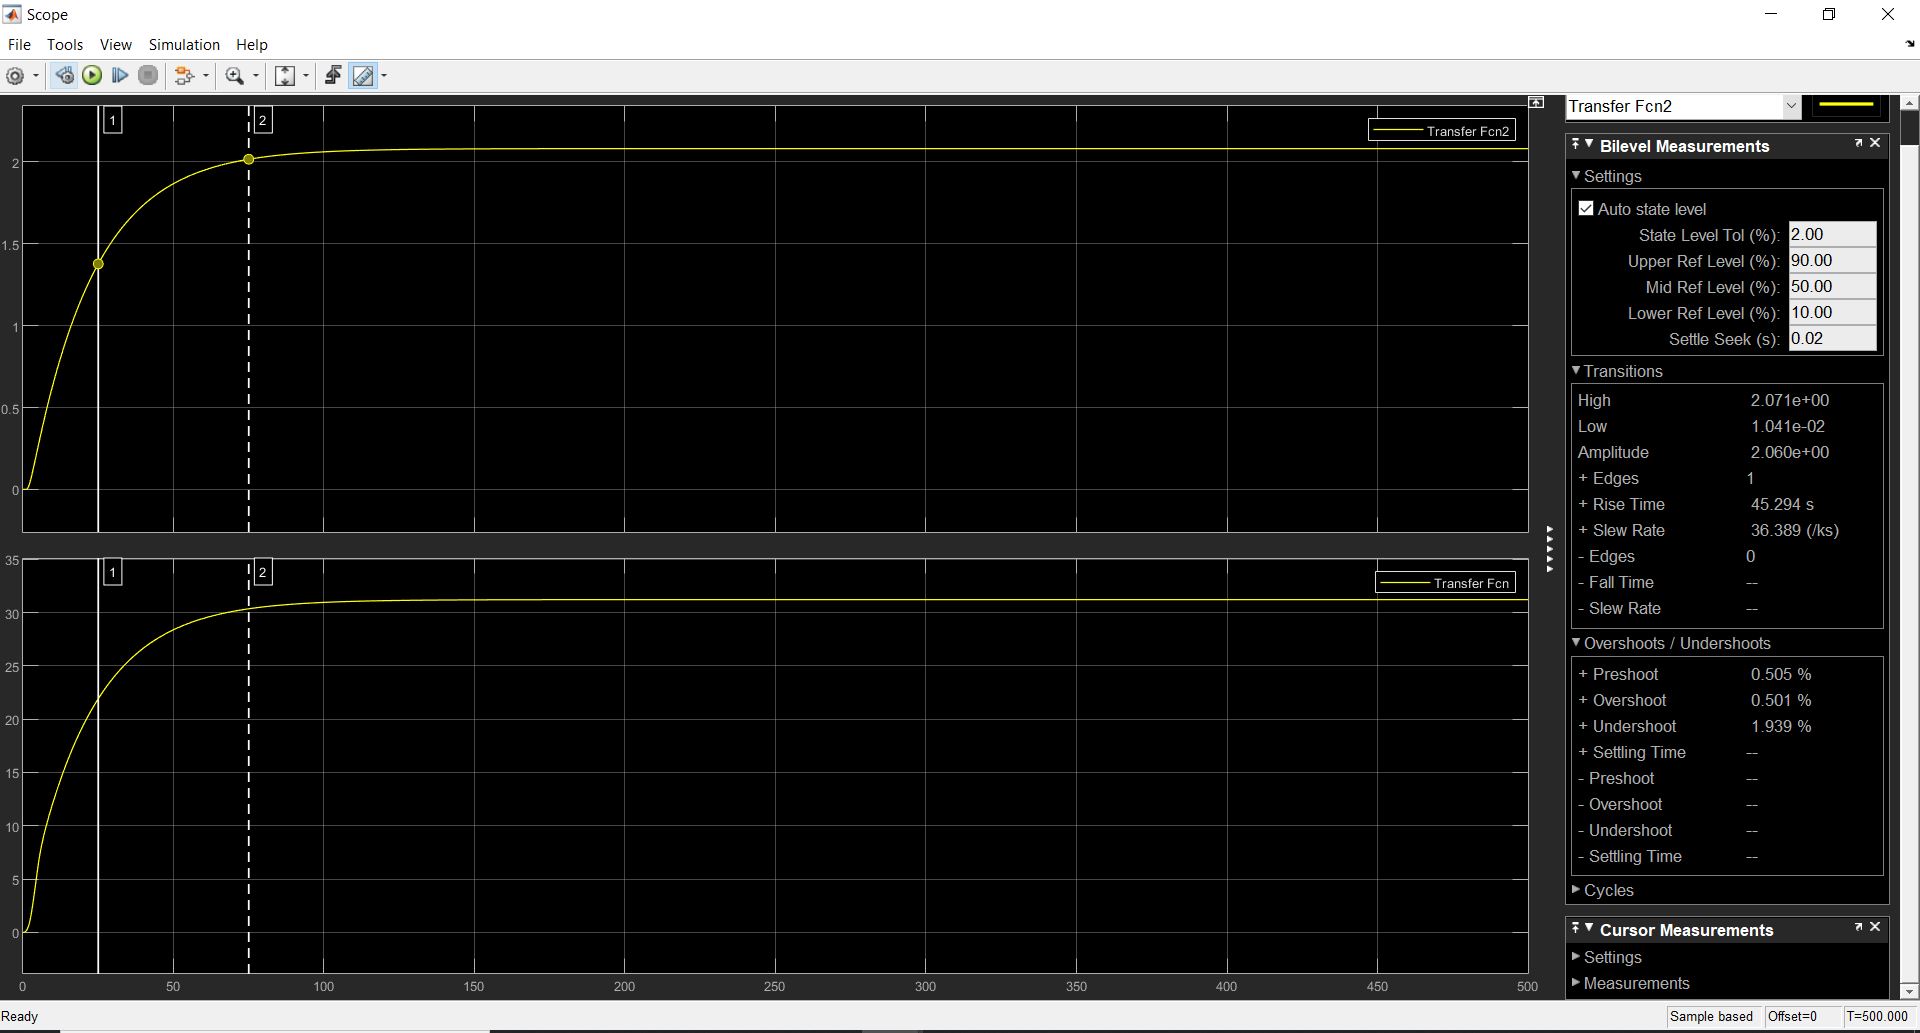 Scope
File Tools View Simulation Help
1
2
Transfer Fcn2
2
1.5
1
0.5
0
1
2
Transfer Fcn
35
30
25
20
15
10
5
0
0 50 100 150 200 250 300 350 400 450 500
Transfer Fcn2
Bilevel Measurements
Settings
Auto state level
State Level Tol (%): 2.00
Upper Ref Level (%): 90.00
Mid Ref Level (%): 50.00
Lower Ref Level (%): 10.00
Settle Seek (s): 0.02
Transitions
High 2.071e+00
Low 1.041e-02
Amplitude 2.060e+00
+ Edges 1
+ Rise Time 45.294 s
+ Slew Rate 36.389 (/ks)
- Edges 0
- Fall Time --
- Slew Rate --
Overshoots / Undershoots
+ Preshoot 0.505 %
+ Overshoot 0.501 %
+ Undershoot 1.939 %
+ Settling Time --
- Preshoot --
- Overshoot --
- Undershoot --
- Settling Time --
Cycles
Cursor Measurements
Settings
Measurements
Ready
Sample based Offset=0 T=500.000